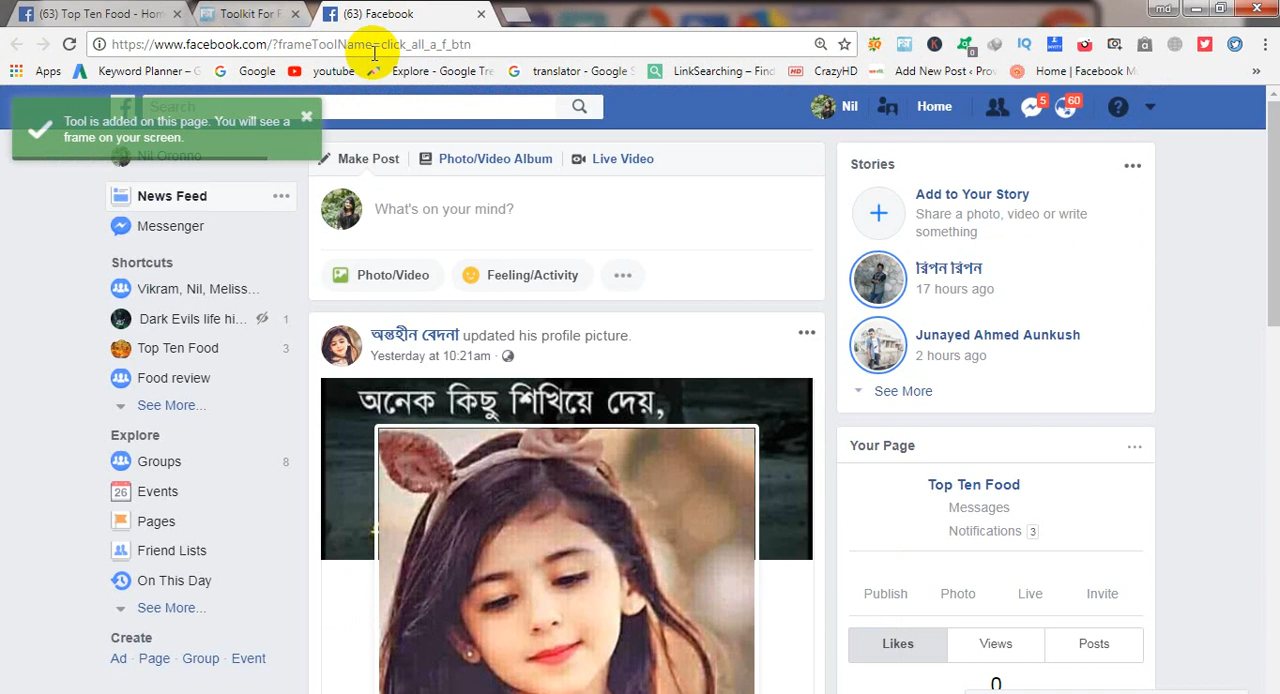 (63) Top Ten Food - Hom
Toolkit For F
(63) Facebook
md
https://www.facebook.com/?frameToolName=click_all_a_f_btn
Apps
Keyword Planner – G
Google
youtube
Explore - Google Tre
translator - Google S
LinkSearching – Find
CrazyHD
Add New Post ‹ Prov
Home | Facebook M
»
Search
Nil
Home
5
60
Tool is added on this page. You will see a
frame on your screen.
Nil Oronno
News Feed
Messenger
Shortcuts
Vikram, Nil, Meliss...
Dark Evils life hi... 1
Top Ten Food 3
Food review
See More...
Explore
Groups 8
Events
26
Pages
Friend Lists
On This Day
See More...
Create
Ad · Page · Group · Event
Make Post
Photo/Video Album
Live Video
What's on your mind?
Photo/Video
Feeling/Activity
অন্তহীন বেদনা updated his profile picture.
Yesterday at 10:21am ·
অনেক কিছু শিখিয়ে দেয়,
Stories
Add to Your Story
Share a photo, video or write
something
রিপন রিপন
17 hours ago
Junayed Ahmed Aunkush
2 hours ago
See More
Your Page
Top Ten Food
Messages
Notifications 3
Publish
Photo
Live
Invite
Likes
Views
Posts
0